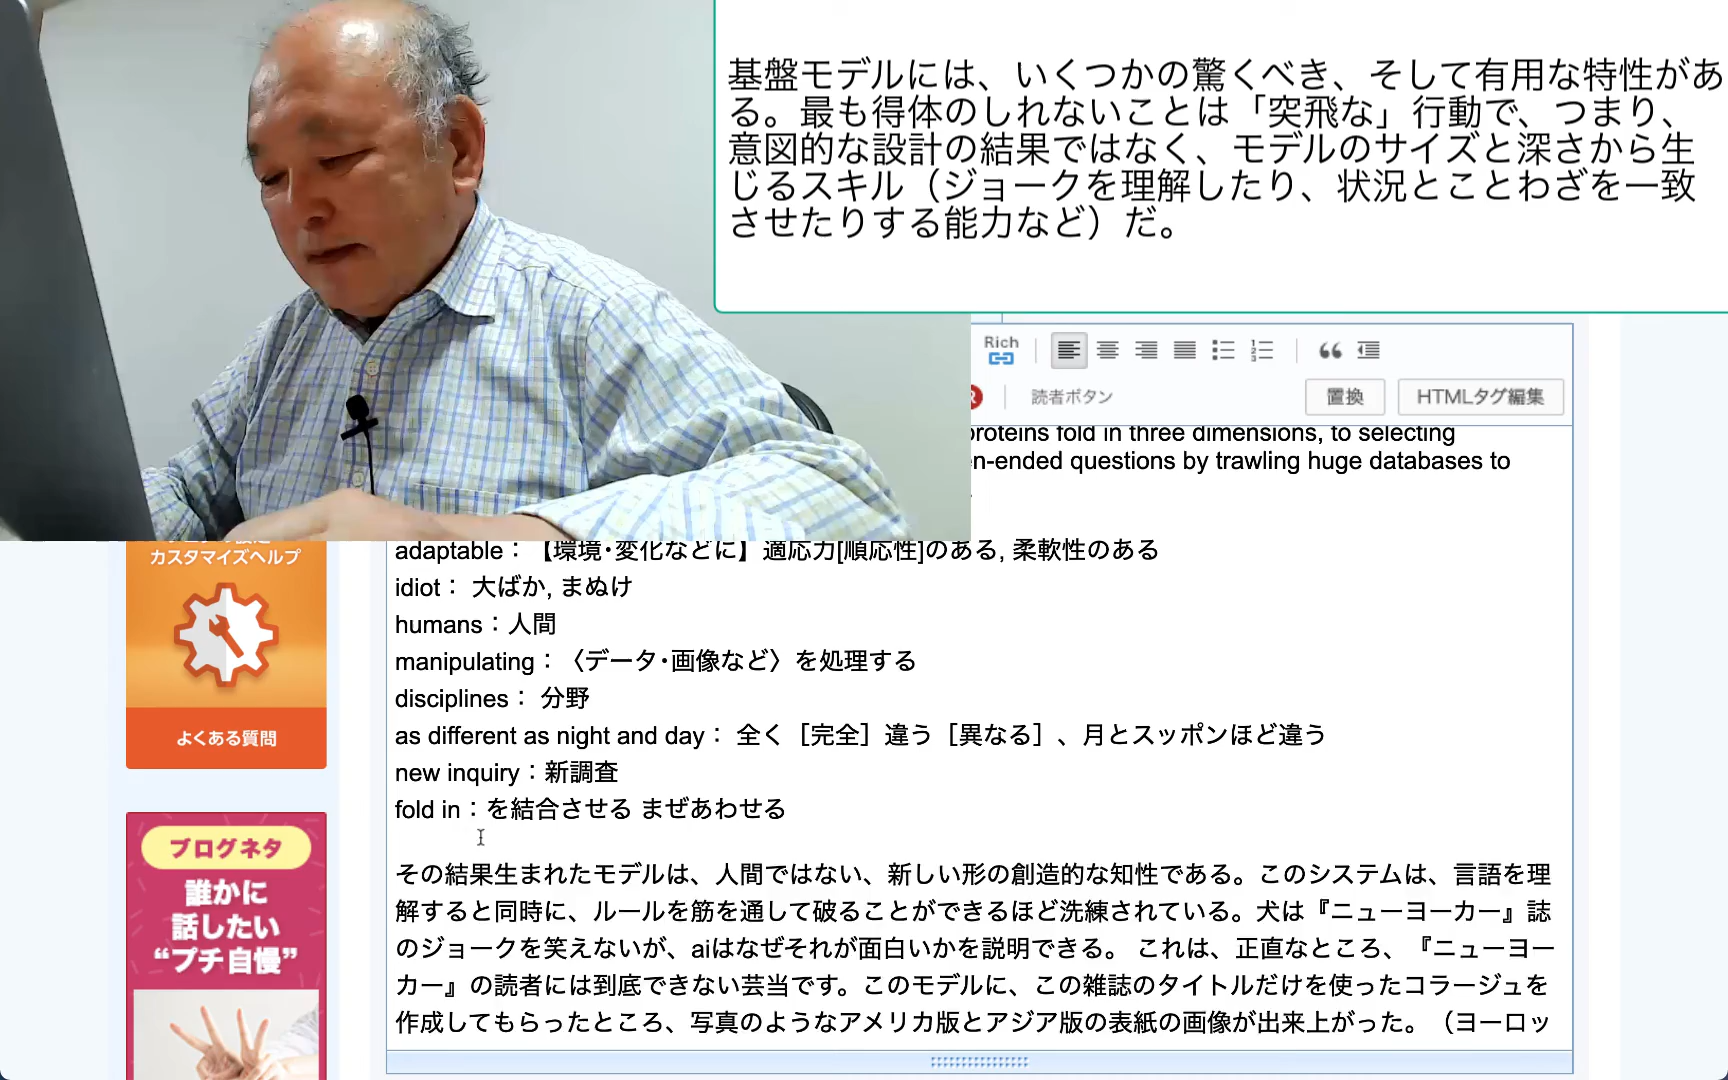 基盤モデルには、いくつかの驚くべき、そして有用な特性があ
る。最も得体のしれないことは「突飛な」行動で、つまり、
意図的な設計の結果ではなく、モデルのサイズと深さから生
じるスキル（ジョークを理解したり、状況とことわざを一致
させたりする能力など）だ。
Rich
読者ボタン
置換
HTMLタグ編集
proteins fold in three dimensions, to selecting
n-ended questions by trawling huge databases to
カスタマイズヘルプ
よくある質問
adaptable： 【環境･変化などに】適応力[順応性]のある, 柔軟性のある
idiot： 大ばか, まぬけ
humans：人間
manipulating： 〈データ･画像など〉を処理する
disciplines： 分野
as different as night and day： 全く［完全］違う［異なる］、月とスッポンほど違う
new inquiry：新調査
fold in：を結合させる まぜあわせる
ブログネタ
誰かに
話したい
“プチ自慢”
その結果生まれたモデルは、人間ではない、新しい形の創造的な知性である。このシステムは、言語を理
解すると同時に、ルールを筋を通して破ることができるほど洗練されている。犬は『ニューヨーカー』誌
のジョークを笑えないが、aiはなぜそれが面白いかを説明できる。 これは、正直なところ、『ニューヨー
カー』の読者には到底できない芸当です。このモデルに、この雑誌のタイトルだけを使ったコラージュを
作成してもらったところ、写真のようなアメリカ版とアジア版の表紙の画像が出来上がった。（ヨーロッ